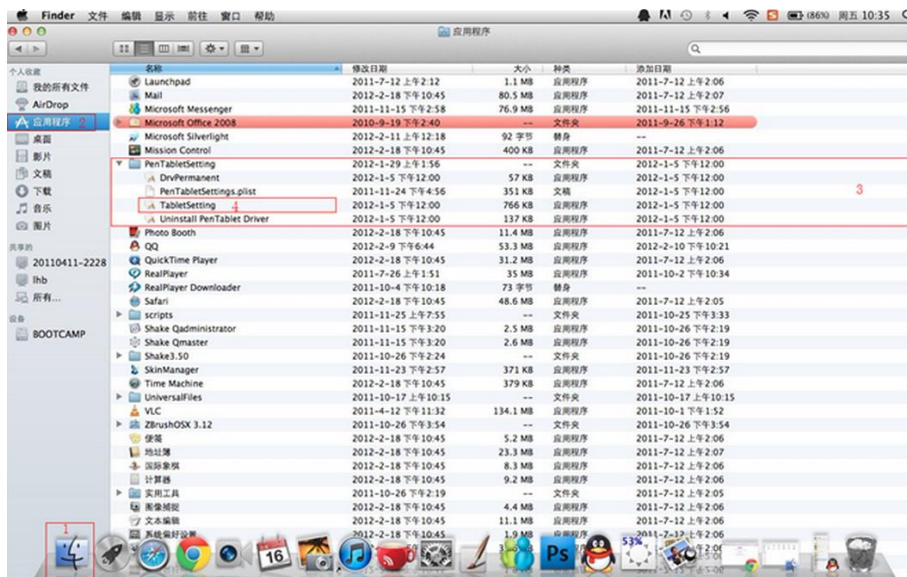 Finder 文件 编辑 显示 前往 窗口 帮助 (86%) 周五 10:35
应用程序
个人收藏
我的所有文件
AirDrop
应用程序 2
桌面
影片
文稿
下载
音乐
图片
共享的
20110411-2228
lhb
所有...
设备
BOOTCAMP
名称 修改日期 大小 种类 添加日期
Launchpad 2011-7-12 上午2:12 1.1 MB 应用程序 2011-7-12 上午2:06
Mail 2012-2-18 下午10:45 80.5 MB 应用程序 2011-7-12 上午2:07
Microsoft Messenger 2011-11-15 下午2:58 76.9 MB 应用程序 2011-11-15 下午2:56
Microsoft Office 2008 2010-9-19 下午2:40 -- 文件夹 2011-9-26 下午1:12
Microsoft Silverlight 2012-2-11 上午12:18 92 字节 替身 --
Mission Control 2012-2-18 下午10:45 400 KB 应用程序 2011-7-12 上午2:06
PenTabletSetting 2012-1-29 上午1:56 -- 文件夹 2012-1-5 下午12:00
DrvPermanent 2012-1-5 下午12:00 57 KB 应用程序 2012-1-5 下午12:00
PenTabletSettings.plist 2011-11-24 下午4:56 351 KB 文稿 2012-1-5 下午12:00
3
TabletSetting 4 2012-1-5 下午12:00 766 KB 应用程序 2012-1-5 下午12:00
Uninstall PenTablet Driver 2012-1-5 下午12:00 137 KB 应用程序 2012-1-5 下午12:00
Photo Booth 2012-2-18 下午10:45 11.4 MB 应用程序 2011-7-12 上午2:06
QQ 2012-2-9 下午6:44 53.3 MB 应用程序 2012-2-10 下午10:21
QuickTime Player 2012-2-18 下午10:45 31.2 MB 应用程序 2011-7-12 上午2:06
RealPlayer 2011-7-26 上午1:51 35 MB 应用程序 2011-10-2 下午10:34
RealPlayer Downloader 2011-10-4 下午10:18 73 字节 替身 --
Safari 2012-2-18 下午10:45 48.6 MB 应用程序 2011-7-12 上午2:05
scripts 2011-11-25 上午7:55 -- 文件夹 2011-10-25 下午3:33
Shake Qadministrator 2011-11-15 下午3:20 2.5 MB 应用程序 2011-10-26 下午2:19
Shake Qmaster 2011-11-15 下午3:20 2.6 MB 应用程序 2011-10-26 下午2:19
Shake3.50 2011-10-26 下午2:24 -- 文件夹 2011-10-26 下午2:19
SkinManager 2011-11-23 下午2:57 371 KB 应用程序 2011-11-23 下午2:57
Time Machine 2012-2-18 下午10:45 379 KB 应用程序 2011-7-12 上午2:06
UniversalFiles 2011-10-17 上午10:15 -- 文件夹 2011-10-17 上午10:15
VLC 2011-4-12 下午11:32 134.1 MB 应用程序 2011-10-1 下午1:52
ZBrushOSX 3.12 2011-10-26 下午3:54 -- 文件夹 2011-10-26 下午3:54
便笺 2012-2-18 下午10:45 5.2 MB 应用程序 2011-7-12 上午2:06
地址簿 2012-2-18 下午10:45 23.3 MB 应用程序 2011-7-12 上午2:07
国际象棋 2012-2-18 下午10:45 8.3 MB 应用程序 2011-7-12 上午2:06
计算器 2012-2-18 下午10:45 9.2 MB 应用程序 2011-7-12 上午2:06
实用工具 2011-10-26 下午2:19 -- 文件夹 2011-7-12 上午2:05
图像捕捉 2012-2-18 下午10:45 4.4 MB 应用程序 2011-7-12 上午2:06
文本编辑 2012-2-18 下午10:45 11.1 MB 应用程序 2011-7-12 上午2:06
系统偏好设置 2012-2-18 下午10:45 1.9 MB 应用程序
1
16
Ps
53%